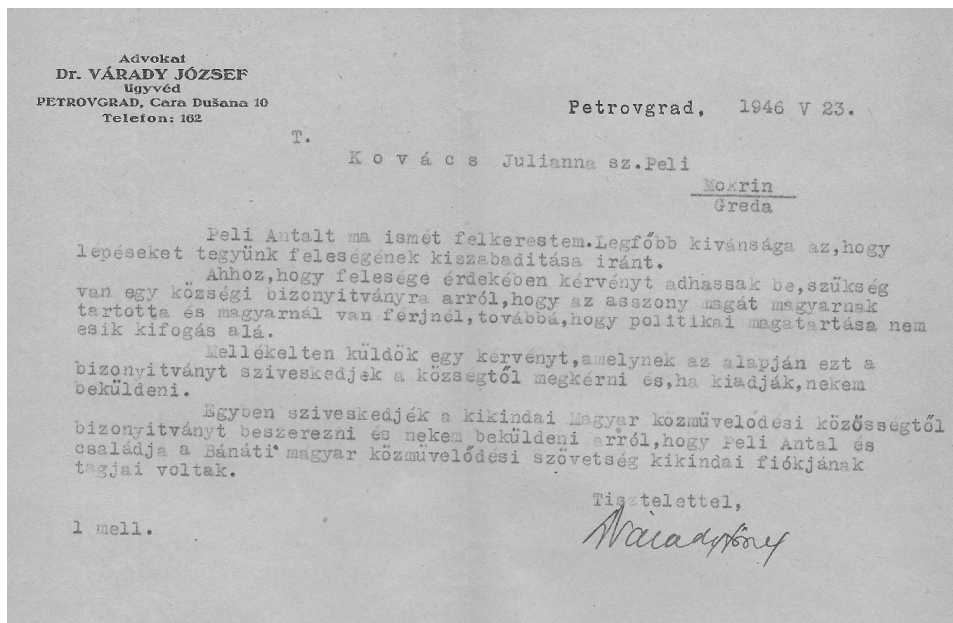 Advokat
Dr. VÁRADY JÓZSEF
ügyvéd
PETROVGRAD, Cara Dušana 10
Telefon: 162
Petrovgrad, 1946 V 23.
T.
Kovács Julianna sz.Peli
Mokrin
Greda
Peli Antalt ma ismét felkerestem.Legfőbb kivánsága az,hogy
lépéseket tegyünk feleségének kiszabaditása iránt.
Ahhoz,hogy felesége érdekében kérvényt adhassak be,szükség
van egy községi bizonyitványra arról,hogy az asszony magát magyarnak
tartotta és magyarnál van férjnél,továbbá,hogy politikai magatartása nem
esik kifogás alá.
Mellékelten küldök egy kérvényt,amelynek az alapján ezt a
bizonyitványt sziveskedjék a községtől megkérni és,ha kiadják,nekem
beküldeni.
Egyben sziveskedjék a kikindai Magyar közmüvelodési közősségtől
bizonyitványt beszerezni és nekem beküldeni arról,hogy Peli Antal és
családja a Bánáti magyar közmüvelődési szövetség kikindai fiókjának
tagjai voltak.
Tisztelettel,
1 mell.